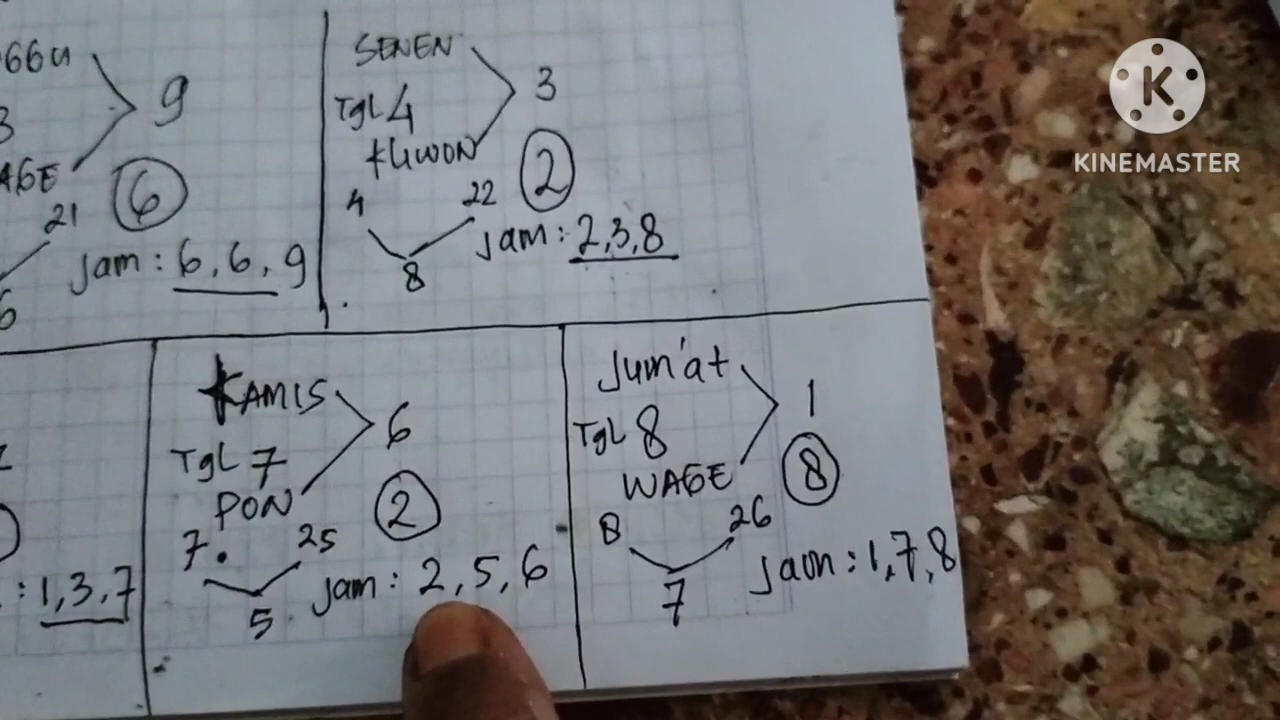 9
6
21
jam : 6, 6, 9
SENEN
3
Tgl 4
KLIWON
2
4 22
jam : 2,3,8
8
: 1,3,7
KAMIS
6
Tgl 7
PON
2
7. 25
jam : 2, 5, 6
5
Jum'at
1
Tgl 8
WAGE
8
8 26
Jam : 1,7,8
7
KINEMASTER